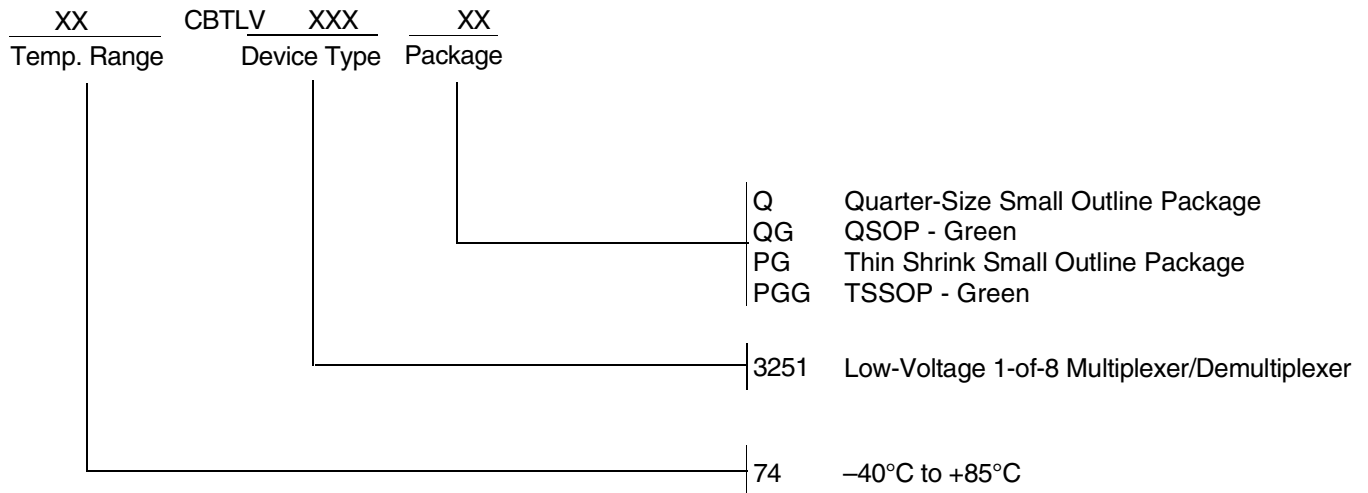 XX CBTLV XXX XX
Temp. Range Device Type Package
Q Quarter-Size Small Outline Package
QG QSOP - Green
PG Thin Shrink Small Outline Package
PGG TSSOP - Green
3251 Low-Voltage 1-of-8 Multiplexer/Demultiplexer
74 –40°C to +85°C